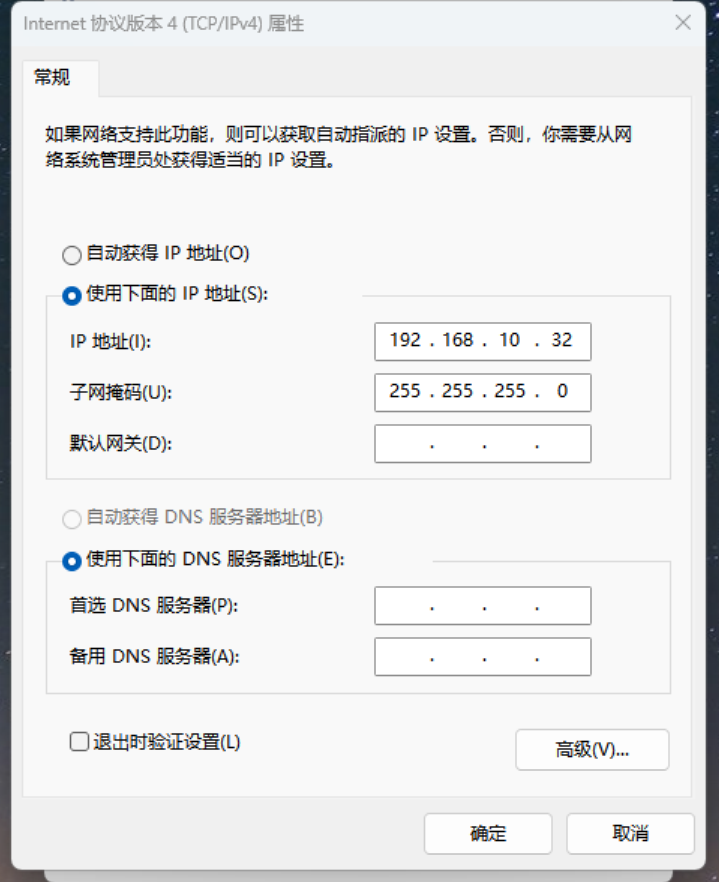 Internet 协议版本 4 (TCP/IPv4) 属性
常规
如果网络支持此功能，则可以获取自动指派的 IP 设置。否则，你需要从网
络系统管理员处获得适当的 IP 设置。
自动获得 IP 地址(O)
使用下面的 IP 地址(S):
IP 地址(I): 192 . 168 . 10 . 32
子网掩码(U): 255 . 255 . 255 . 0
默认网关(D): . . .
自动获得 DNS 服务器地址(B)
使用下面的 DNS 服务器地址(E):
首选 DNS 服务器(P): . . .
备用 DNS 服务器(A): . . .
退出时验证设置(L)
高级(V)...
确定 取消